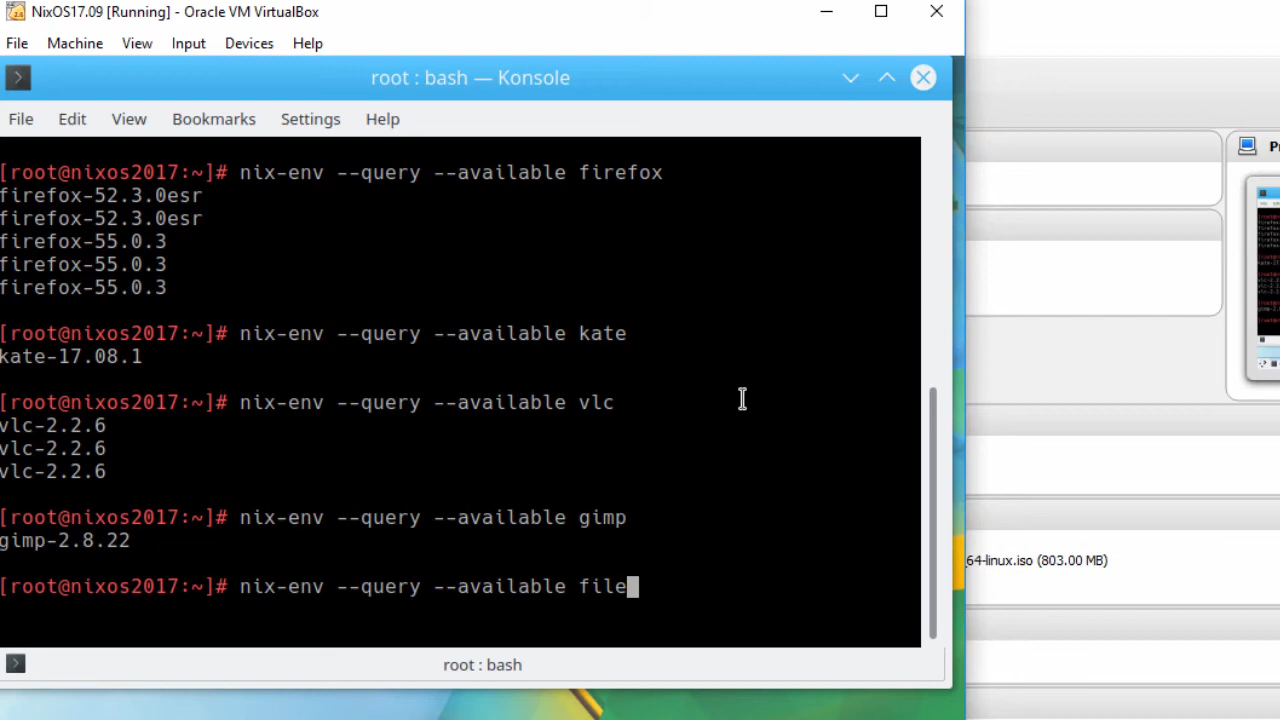 NixOS17.09 [Running] - Oracle VM VirtualBox
File Machine View Input Devices Help
root : bash — Konsole
File Edit View Bookmarks Settings Help
[root@nixos2017:~]# nix-env --query --available firefox
firefox-52.3.0esr
firefox-52.3.0esr
firefox-55.0.3
firefox-55.0.3
firefox-55.0.3
[root@nixos2017:~]# nix-env --query --available kate
kate-17.08.1
[root@nixos2017:~]# nix-env --query --available vlc
vlc-2.2.6
vlc-2.2.6
vlc-2.2.6
[root@nixos2017:~]# nix-env --query --available gimp
gimp-2.8.22
[root@nixos2017:~]# nix-env --query --available file
root : bash
64-linux.iso (803.00 MB)